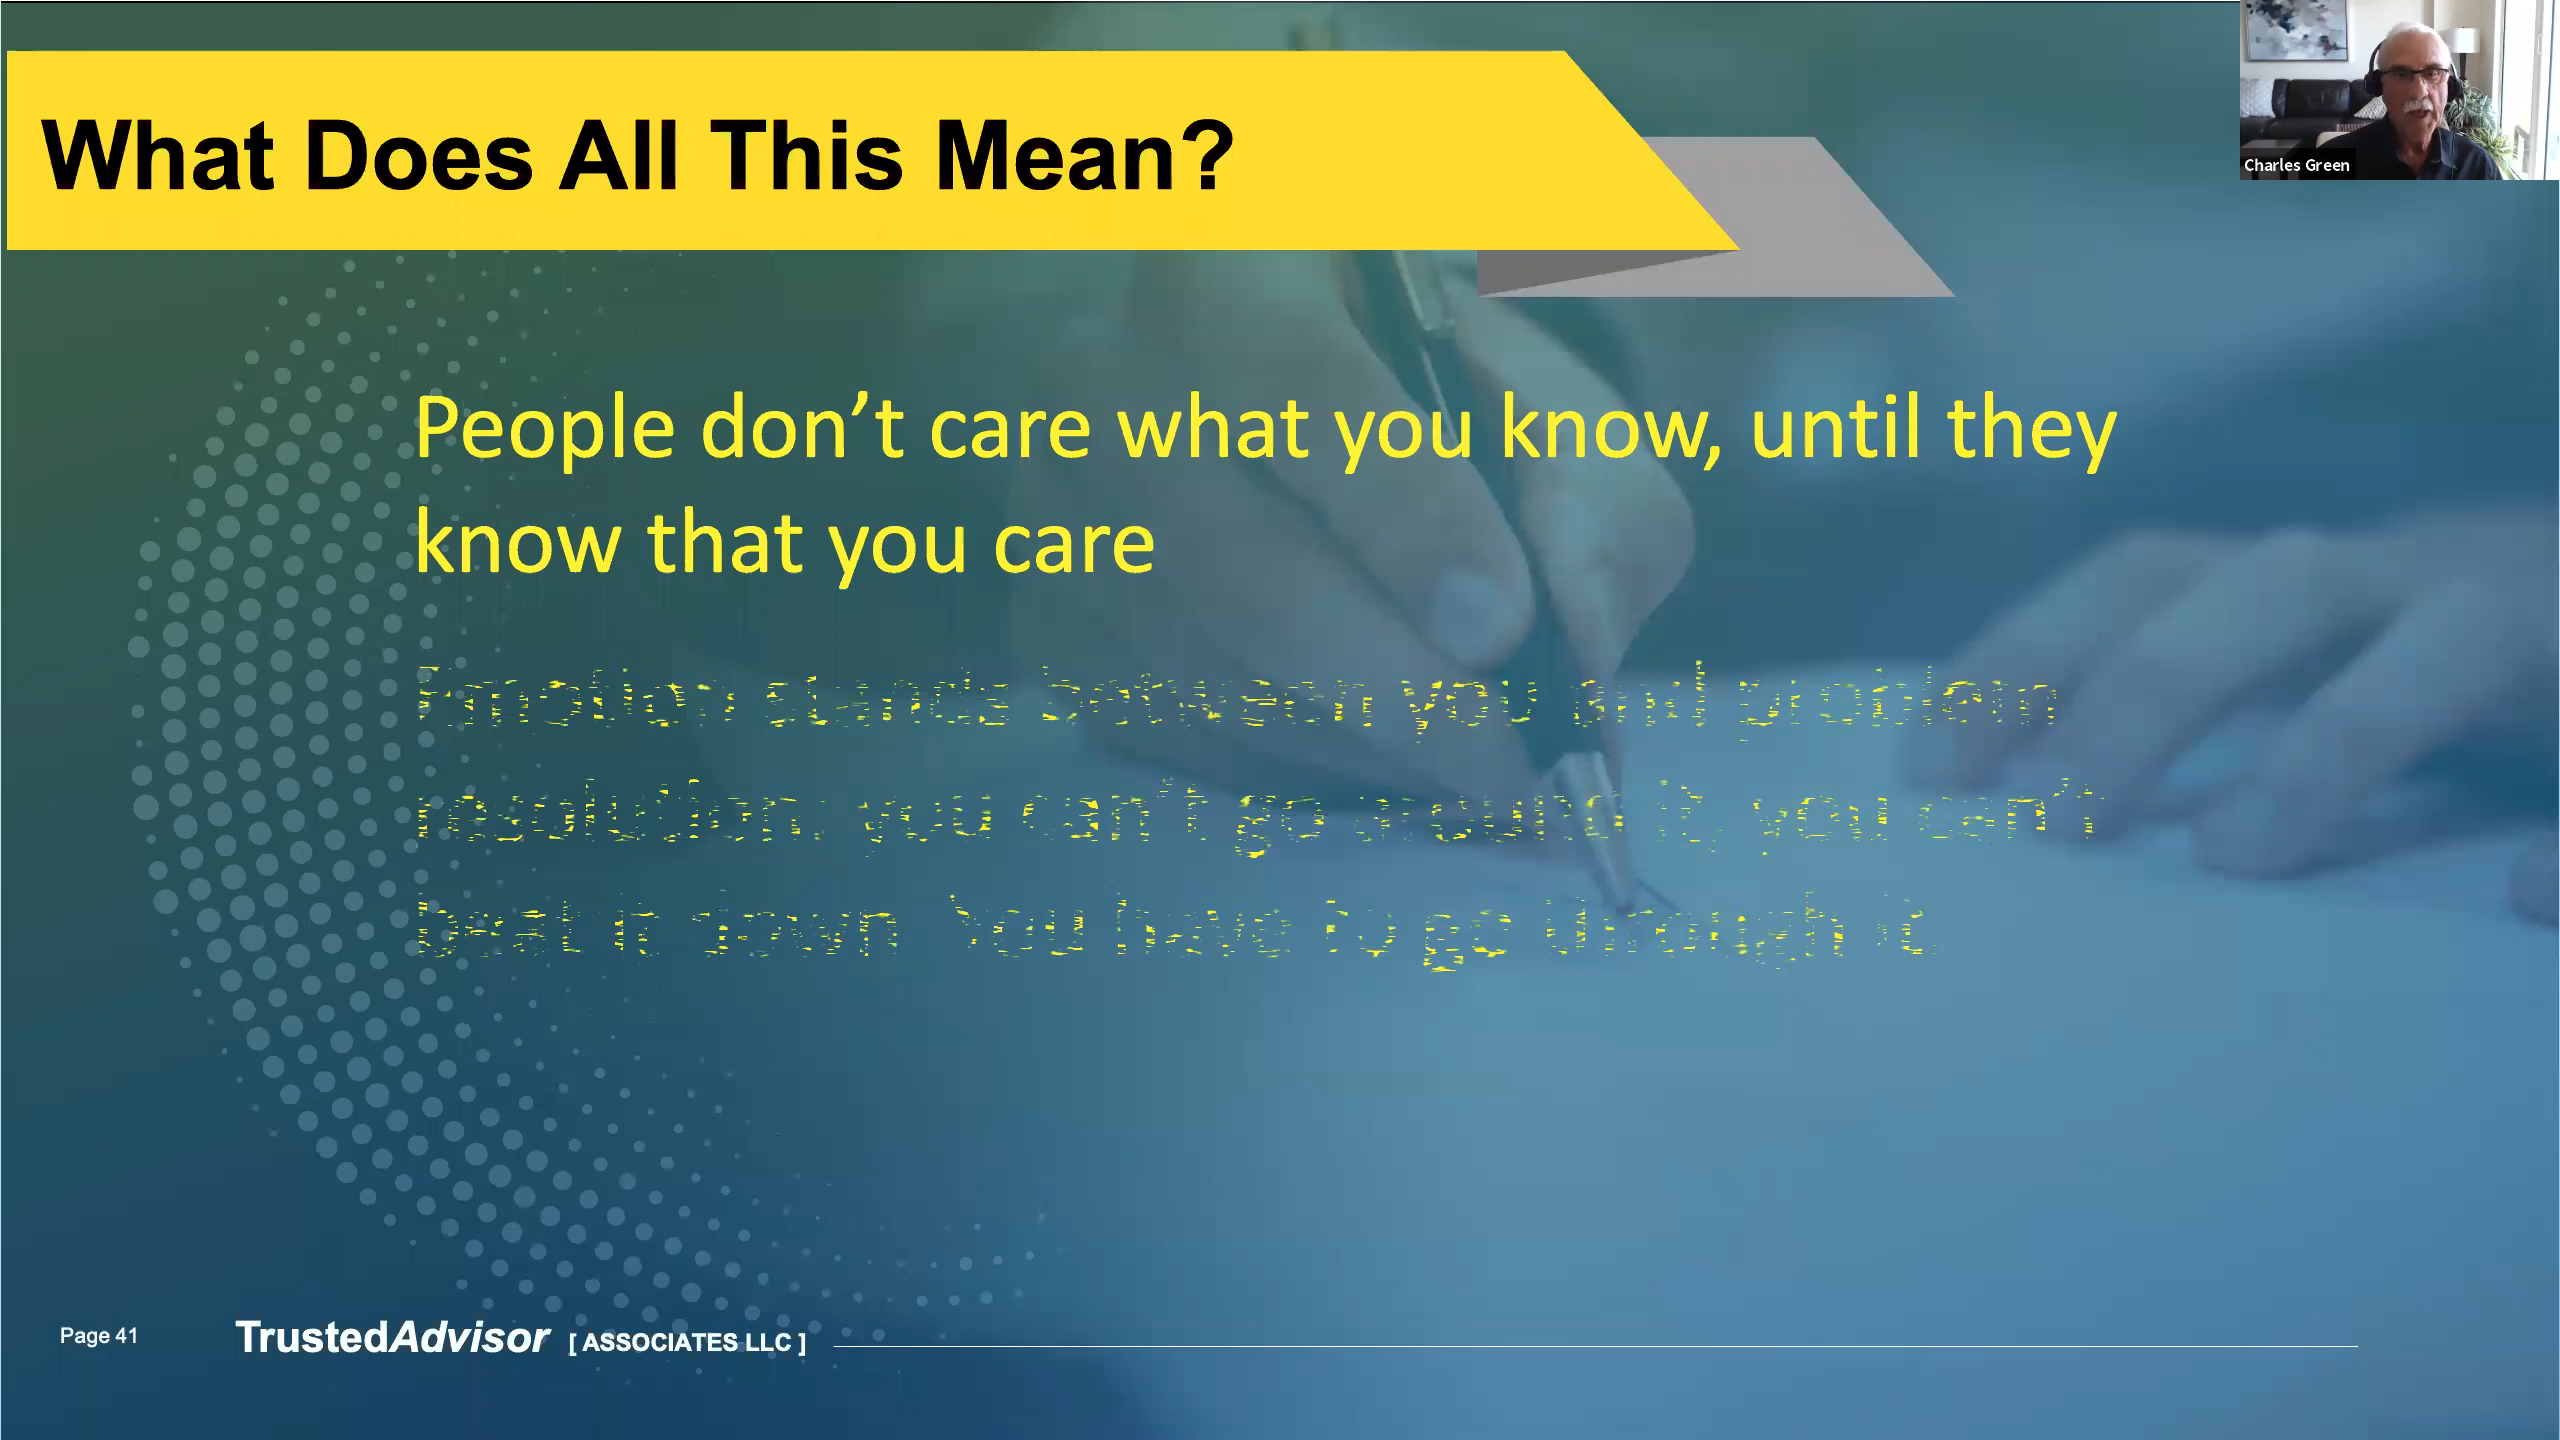 What Does All This Mean?
Charles Green
People don’t care what you know, until they
know that you care
Emotion stands between you and problem
resolution: you can’t go around it, you can’t
beat it down. You have to go through it.
Page 41
TrustedAdvisor [ ASSOCIATES LLC ]